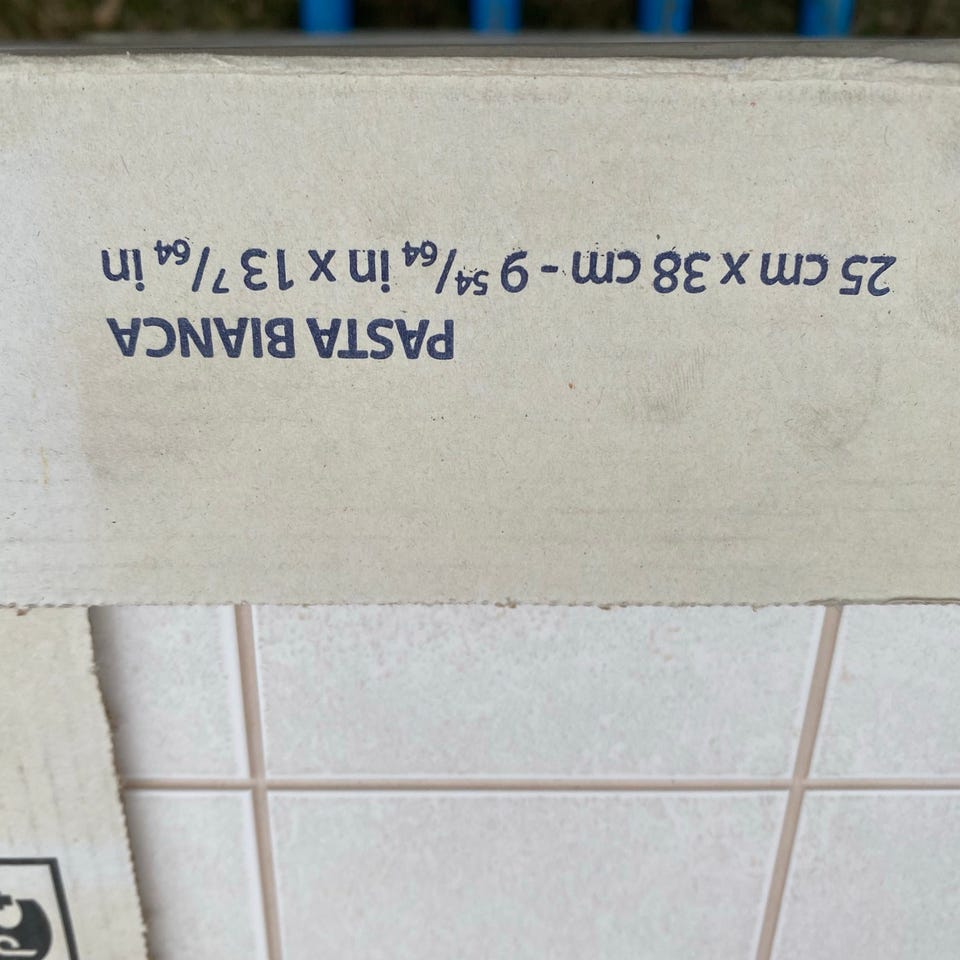 PASTA BIANCA
25 cm x 38 cm - 9 54/64 in x 13 7/64 in